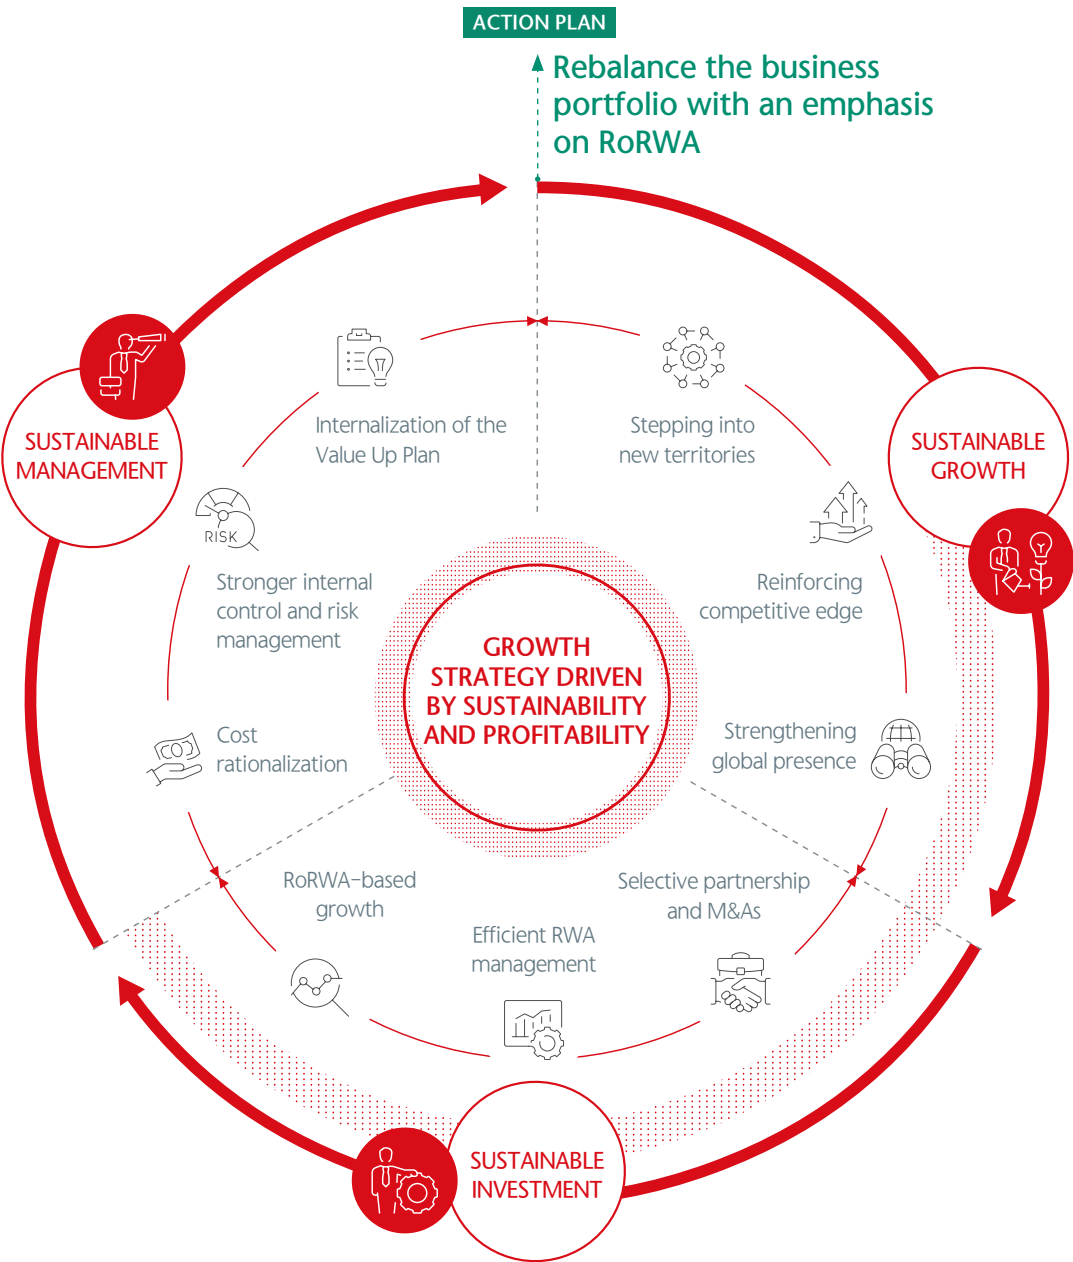 ACTION PLAN
Rebalance the business
portfolio with an emphasis
on RoRWA
SUSTAINABLE
MANAGEMENT
Internalization of the
Value Up Plan
Stepping into
new territories
SUSTAINABLE
GROWTH
RISK
Stronger internal
control and risk
management
Reinforcing
competitive edge
GROWTH
STRATEGY DRIVEN
BY SUSTAINABILITY
AND PROFITABILITY
Cost
rationalization
Strengthening
global presence
RoRWA-based
growth
Efficient RWA
management
Selective partnership
and M&As
SUSTAINABLE
INVESTMENT